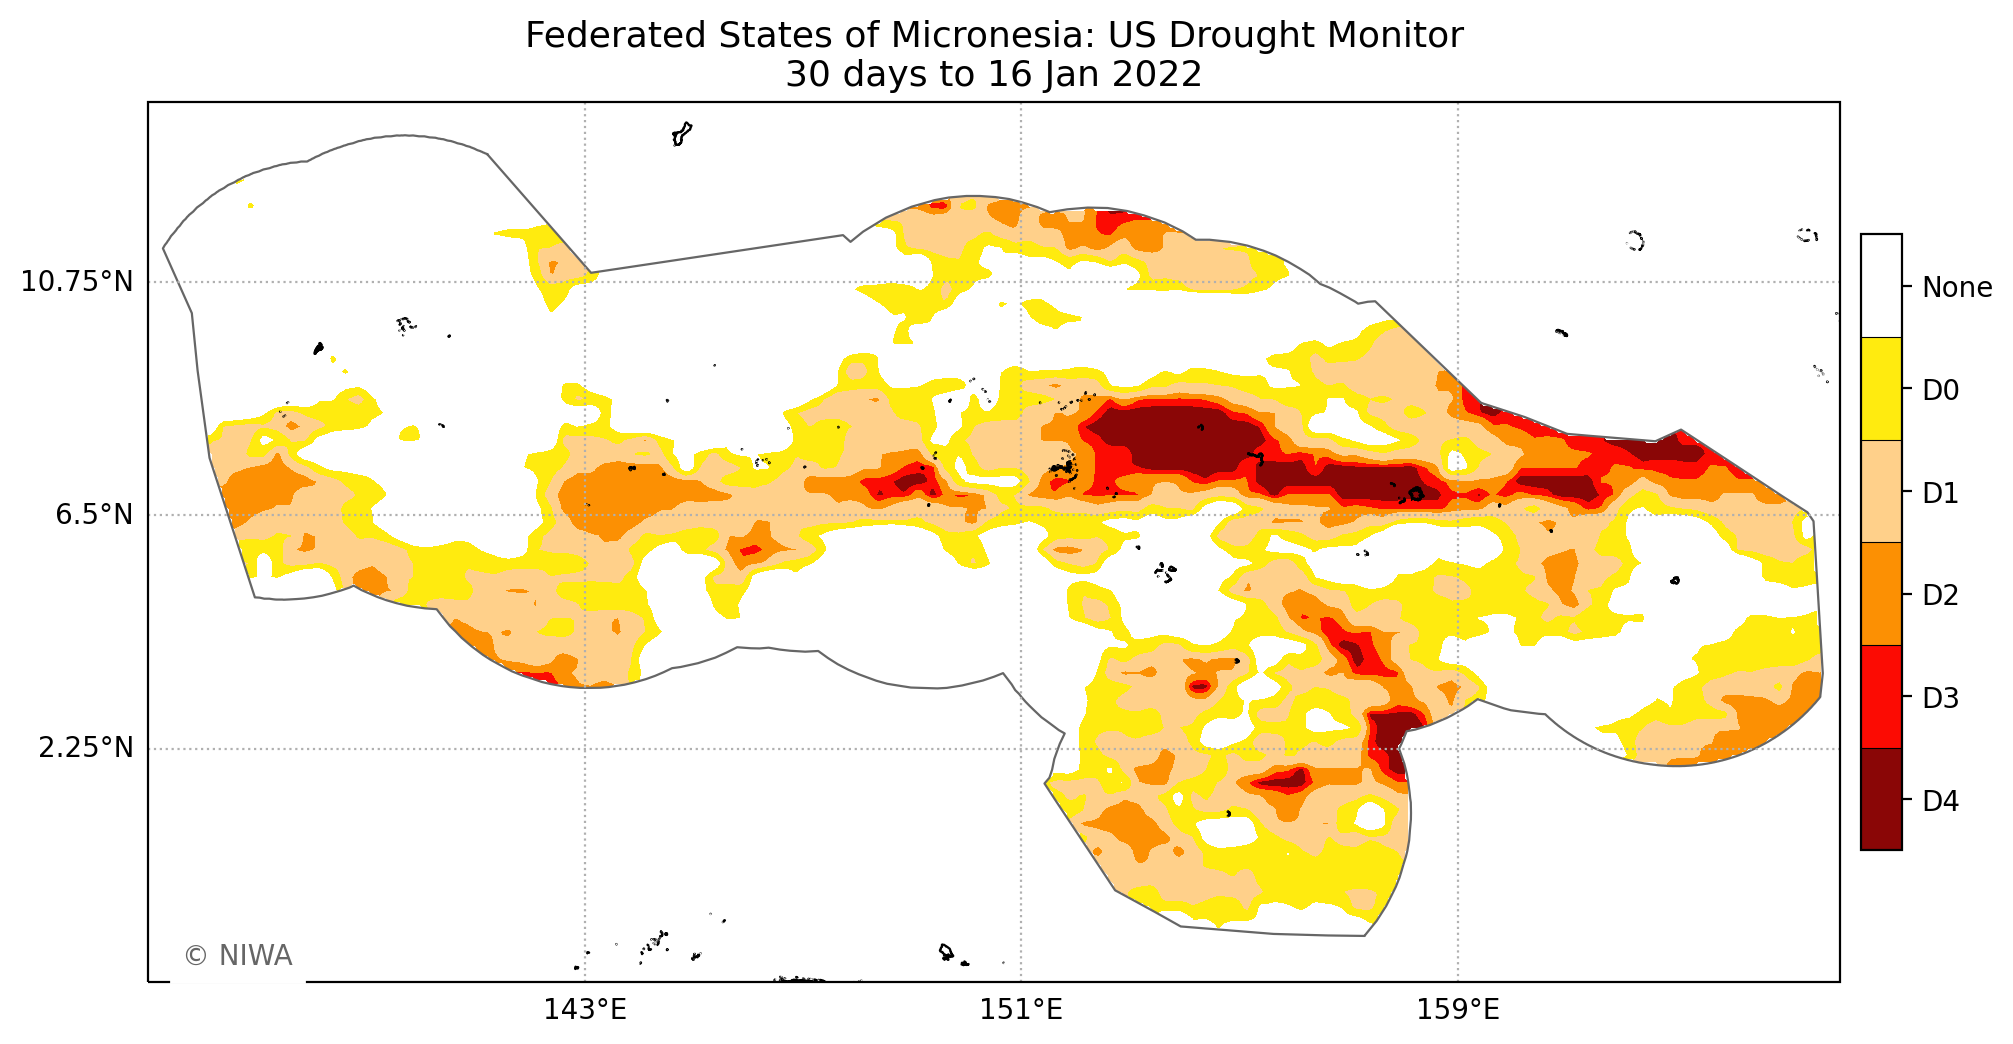 Federated States of Micronesia: US Drought Monitor
30 days to 16 Jan 2022
10.75°N
6.5°N
2.25°N
143°E
151°E
159°E
None
D0
D1
D2
D3
D4
© NIWA